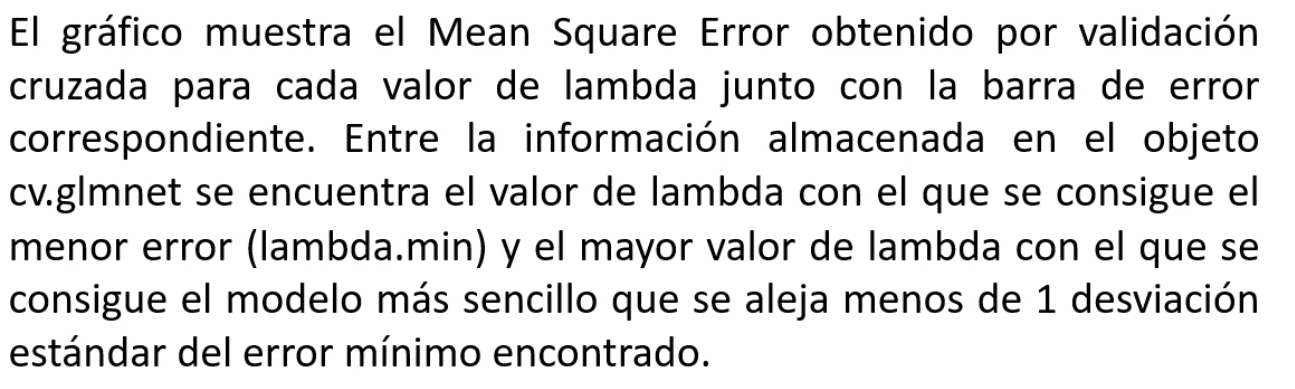 El gráfico muestra el Mean Square Error obtenido por validación
cruzada para cada valor de lambda junto con la barra de error
correspondiente. Entre la información almacenada en el objeto
cv.glmnet se encuentra el valor de lambda con el que se consigue el
menor error (lambda.min) y el mayor valor de lambda con el que se
consigue el modelo más sencillo que se aleja menos de 1 desviación
estándar del error mínimo encontrado.